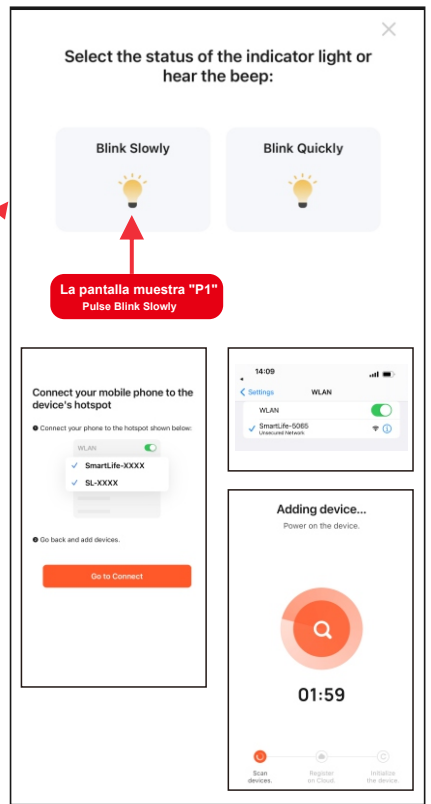 Select the status of the indicator light or
hear the beep:
Blink Slowly
Blink Quickly
La pantalla muestra "P1"
Pulse Blink Slowly
Connect your mobile phone to the
device's hotspot
❶ Connect your phone to the hotspot shown below:
WLAN
✓ SmartLife-XXXX
✓ SL-XXXX
❷ Go back and add devices.
Go to Connect
14:09
Settings
WLAN
WLAN
SmartLife-5065
Unsecured Network
Adding device...
Power on the device.
01:59
Scan
devices.
Register
on Cloud.
Initialize
the device.